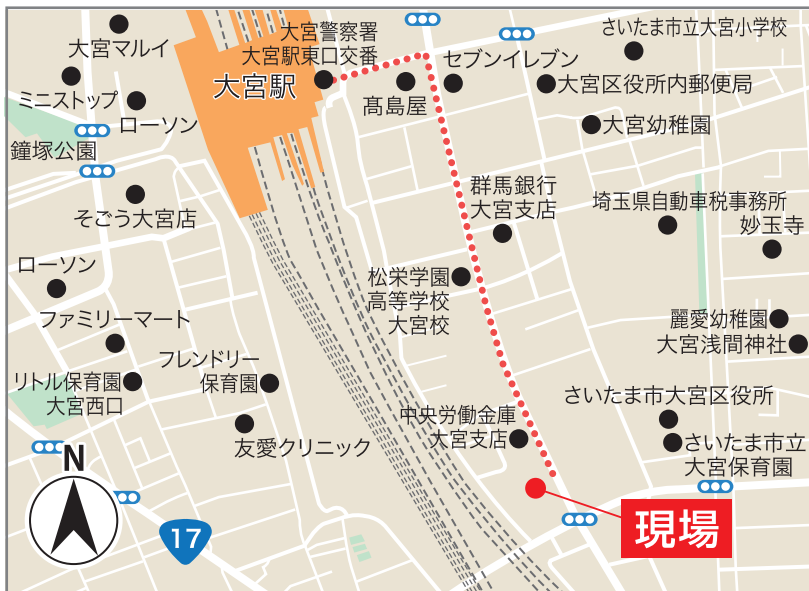 大宮マルイ
大宮警察署
大宮駅東口交番
大宮駅
セブンイレブン
さいたま市立大宮小学校
ミニストップ
ローソン
髙島屋
大宮区役所内郵便局
鐘塚公園
大宮幼稚園
そごう大宮店
群馬銀行
大宮支店
埼玉県自動車税事務所
妙玉寺
ローソン
松栄学園
高等学校
大宮校
ファミリーマート
麗愛幼稚園
大宮浅間神社
リトル保育園
大宮西口
フレンドリー
保育園
さいたま市大宮区役所
友愛クリニック
中央労働金庫
大宮支店
さいたま市立
大宮保育園
N
17
現場